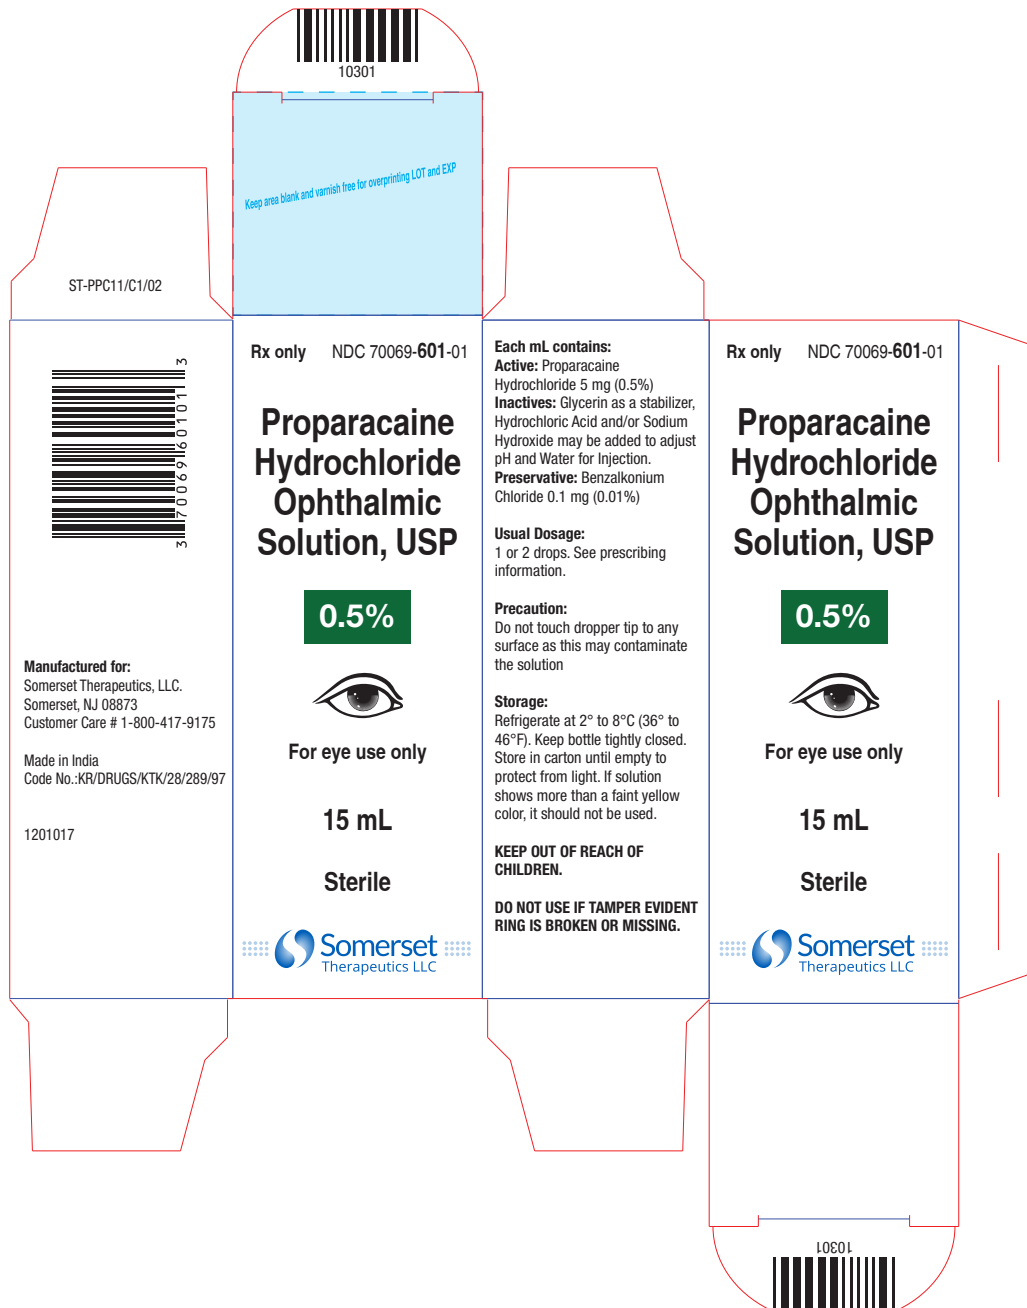 10301
Keep area blank and varnish free for overprinting LOT and EXP
ST-PPC11/C1/02
3 70069 60101 3
Manufactured for:
Somerset Therapeutics, LLC.
Somerset, NJ 08873
Customer Care # 1-800-417-9175
Made in India
Code No.:KR/DRUGS/KTK/28/289/97
1201017
Rx only NDC 70069-601-01
Proparacaine
Hydrochloride
Ophthalmic
Solution, USP
0.5%
For eye use only
15 mL
Sterile
Somerset
Therapeutics LLC
Each mL contains:
Active: Proparacaine
Hydrochloride 5 mg (0.5%)
Inactives: Glycerin as a stabilizer,
Hydrochloric Acid and/or Sodium
Hydroxide may be added to adjust
pH and Water for Injection.
Preservative: Benzalkonium
Chloride 0.1 mg (0.01%)
Usual Dosage:
1 or 2 drops. See prescribing
information.
Precaution:
Do not touch dropper tip to any
surface as this may contaminate
the solution
Storage:
Refrigerate at 2° to 8°C (36° to
46°F). Keep bottle tightly closed.
Store in carton until empty to
protect from light. If solution
shows more than a faint yellow
color, it should not be used.
KEEP OUT OF REACH OF
CHILDREN.
DO NOT USE IF TAMPER EVIDENT
RING IS BROKEN OR MISSING.
Rx only NDC 70069-601-01
Proparacaine
Hydrochloride
Ophthalmic
Solution, USP
0.5%
For eye use only
15 mL
Sterile
Somerset
Therapeutics LLC
10301